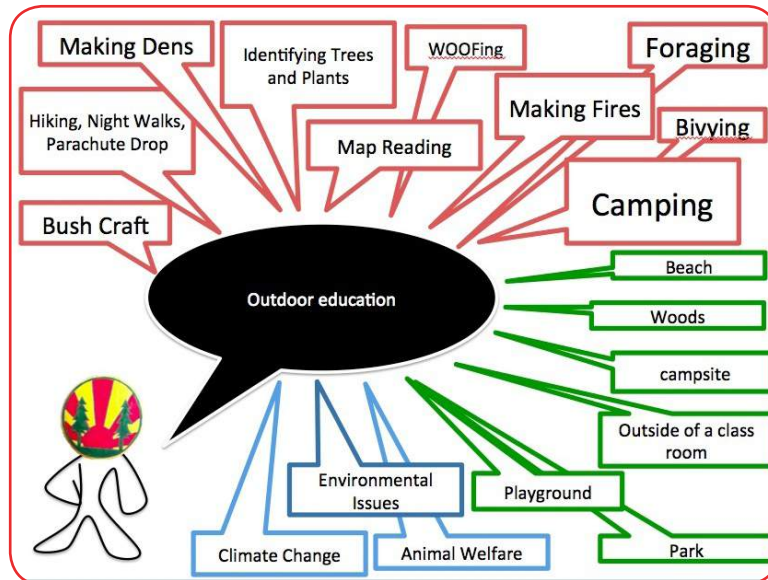 Making Dens
Identifying Trees
and Plants
WOOFing
Foraging
Hiking, Night Walks,
Parachute Drop
Map Reading
Making Fires
Bivying
Bush Craft
Camping
Outdoor education
Beach
Woods
campsite
Outside of a class
room
Environmental
Issues
Playground
Climate Change
Animal Welfare
Park